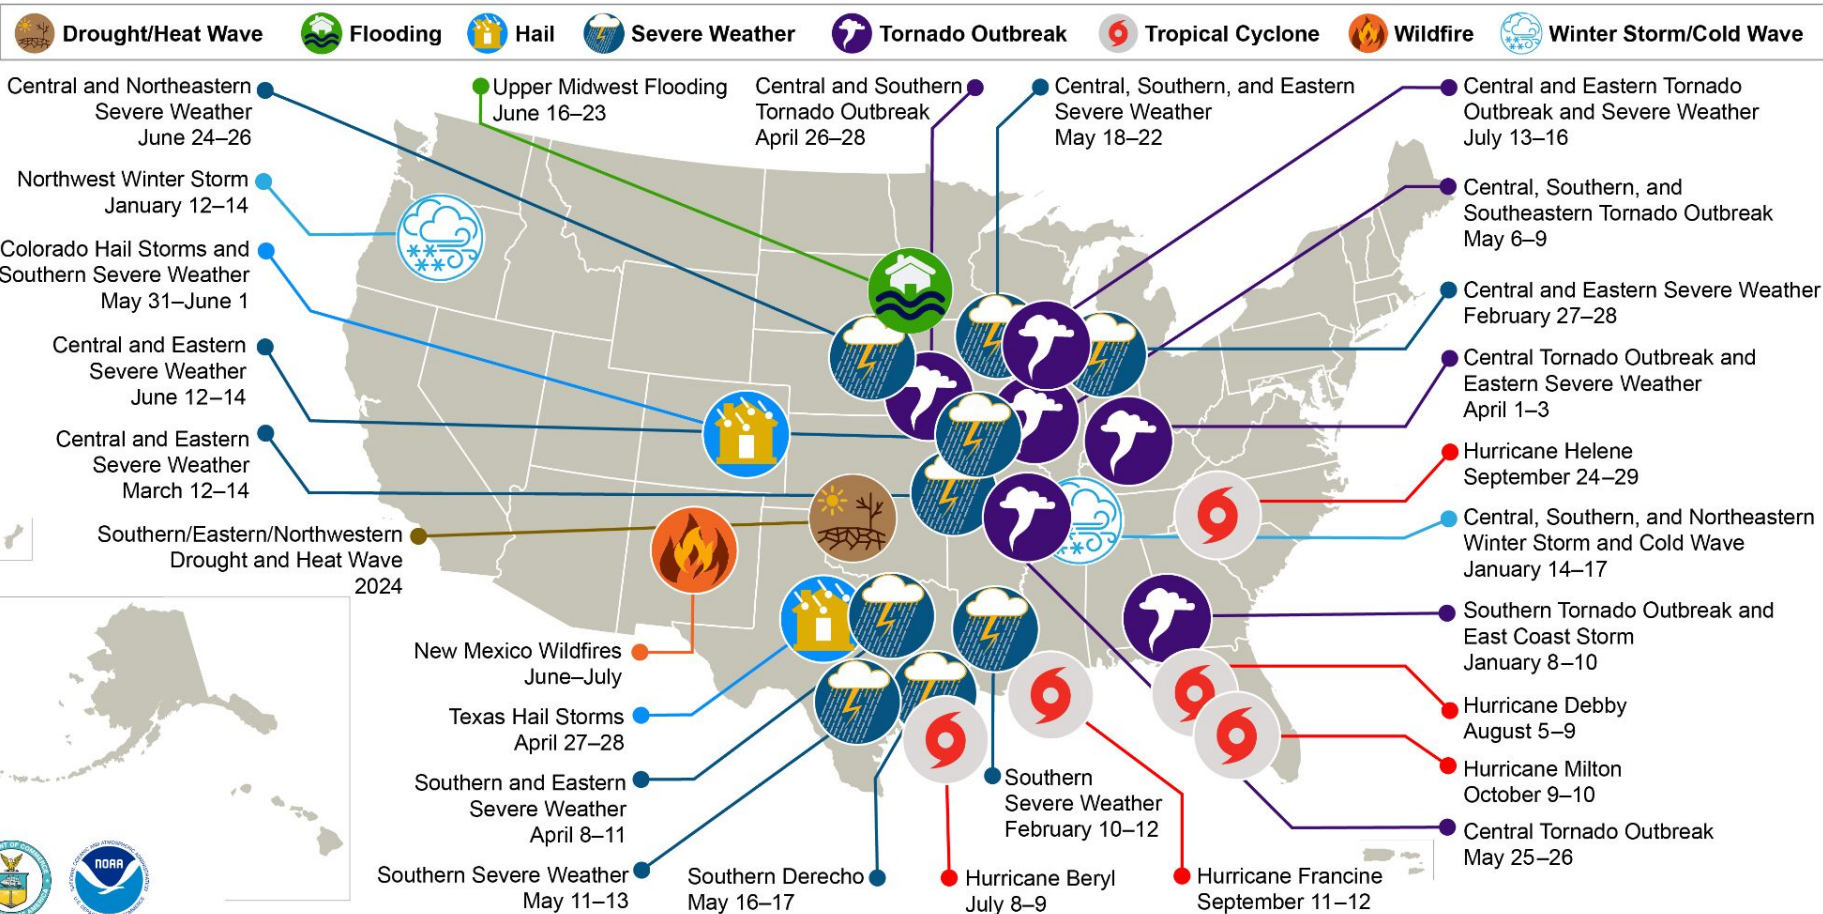 Drought/Heat Wave
Flooding
Hail
Severe Weather
Tornado Outbreak
Tropical Cyclone
Wildfire
Winter Storm/Cold Wave
Central and Northeastern
Severe Weather
June 24–26
Northwest Winter Storm
January 12–14
Colorado Hail Storms and
Southern Severe Weather
May 31–June 1
Central and Eastern
Severe Weather
June 12–14
Central and Eastern
Severe Weather
March 12–14
Southern/Eastern/Northwestern
Drought and Heat Wave
2024
Upper Midwest Flooding
June 16–23
Central and Southern
Tornado Outbreak
April 26–28
Central, Southern, and Eastern
Severe Weather
May 18–22
Central and Eastern Tornado
Outbreak and Severe Weather
July 13–16
Central, Southern, and
Southeastern Tornado Outbreak
May 6–9
Central and Eastern Severe Weather
February 27–28
Central Tornado Outbreak and
Eastern Severe Weather
April 1–3
Hurricane Helene
September 24–29
Central, Southern, and Northeastern
Winter Storm and Cold Wave
January 14–17
Southern Tornado Outbreak and
East Coast Storm
January 8–10
Hurricane Debby
August 5–9
Hurricane Milton
October 9–10
Central Tornado Outbreak
May 25–26
New Mexico Wildfires
June–July
Texas Hail Storms
April 27–28
Southern and Eastern
Severe Weather
April 8–11
Southern Severe Weather
May 11–13
Southern Derecho
May 16–17
Hurricane Beryl
July 8–9
Southern
Severe Weather
February 10–12
Hurricane Francine
September 11–12
NOAA